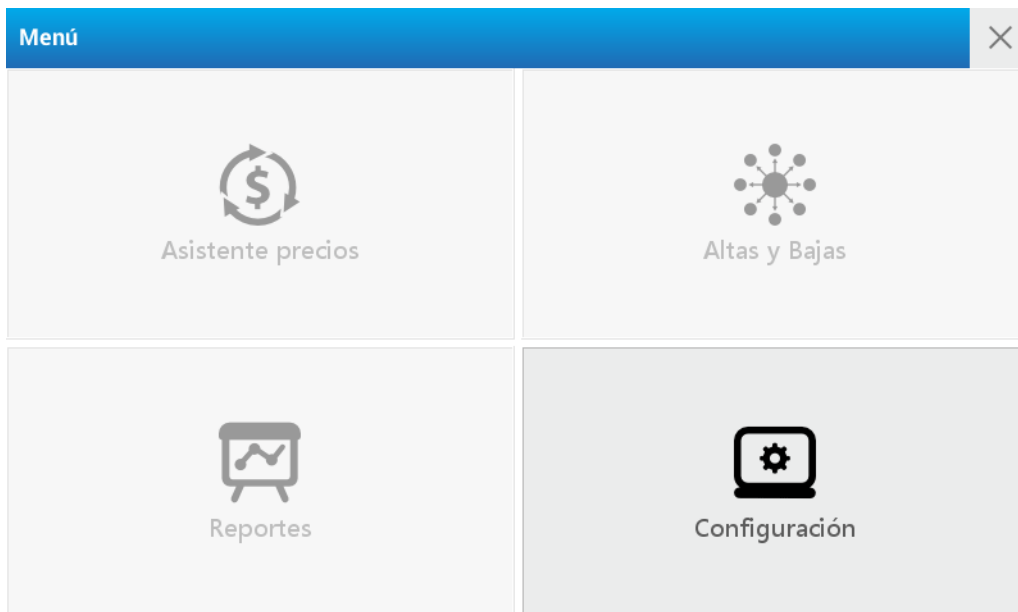 Menú
Asistente precios
Altas y Bajas
Reportes
Configuración